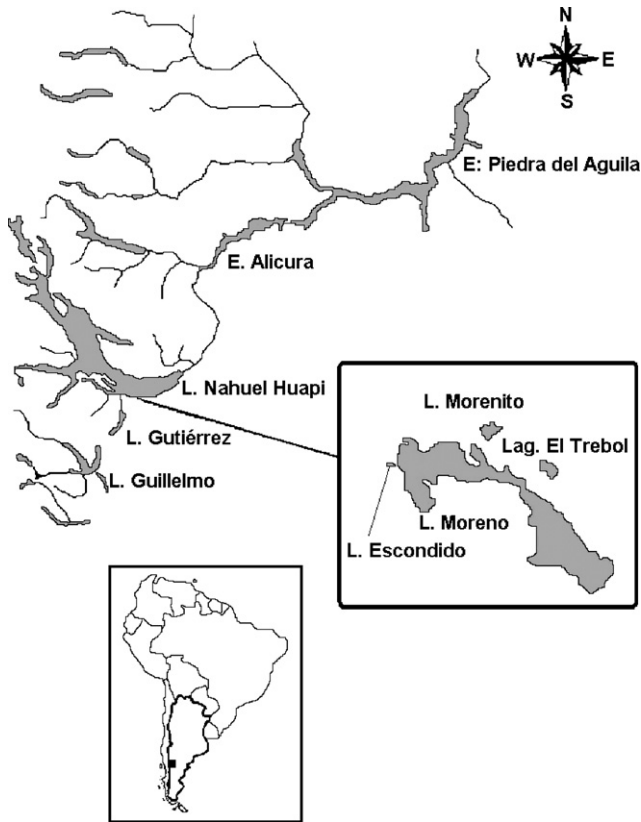 N
W E
S
E: Piedra del Aguila
E. Alicura
L. Nahuel Huapi
L. Gutiérrez
L. Guillelmo
L. Morenito
Lag. El Trebol
L. Moreno
L. Escondido